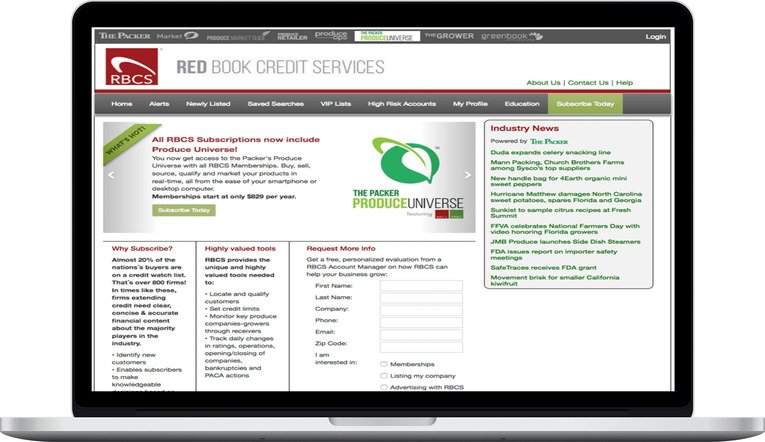 THE PACKER Market PRODUCE MARKET GUIDE PRODUCE RETAILER produce ops THE PACKER PRODUCEUNIVERSE THE GROWER greenbook Login
RBCS
RED BOOK CREDIT SERVICES
About Us | Contact Us | Help
Home Alerts Newly Listed Saved Searches VIP Lists High Risk Accounts My Profile Education Subscribe Today
WHAT'S HOT!
All RBCS Subscriptions now include
Produce Universe!
You now get access to the Packer's Produce
Universe with all RBCS Memberships. Buy, sell,
source, qualify and market your products in
real-time, all from the ease of your smartphone or
desktop computer.
Memberships start at only $829 per year.
Subscribe Today
THE PACKER
PRODUCEUNIVERSE
featuring
Industry News
Powered by THE PACKER
Duda expands celery snacking line
Mann Packing, Church Brothers Farms
among Sysco's top suppliers
New handle bag for 4Earth organic mini
sweet peppers
Hurricane Matthew damages North Carolina
sweet potatoes, spares Florida and Georgia
Sunkist to sample citrus recipes at Fresh
Summit
FFVA celebrates National Farmers Day with
video honoring Florida growers
JMB Produce launches Side Dish Steamers
FDA issues report on importer safety
meetings
SafeTraces receives FDA grant
Movement brisk for smaller California
kiwifruit
Why Subscribe?
Almost 20% of the
nations's buyers are
on a credit watch list.
That's over 800 firms!
In times like these,
firms extending
credit need clear,
concise & accurate
financial content
about the majority
players in the
industry.
• Identify new
customers
• Enables subscribers
to make
knowledgeable
Highly valued tools
RBCS provides the
unique and highly
valued tools needed
to:
• Locate and qualify
customers
• Set credit limits
• Monitor key produce
companies-growers
through receivers
• Track daily changes
in ratings, operations,
opening/closing of
companies,
bankruptcies and
PACA actions
Request More Info
Get a free, personalized evaluation from a
RBCS Account Manager on how RBCS can
help your business grow:
First Name:
Last Name:
Company:
Phone:
Email:
Zip Code:
I am
interested in:
Memberships
Listing my company
Advertising with RBCS